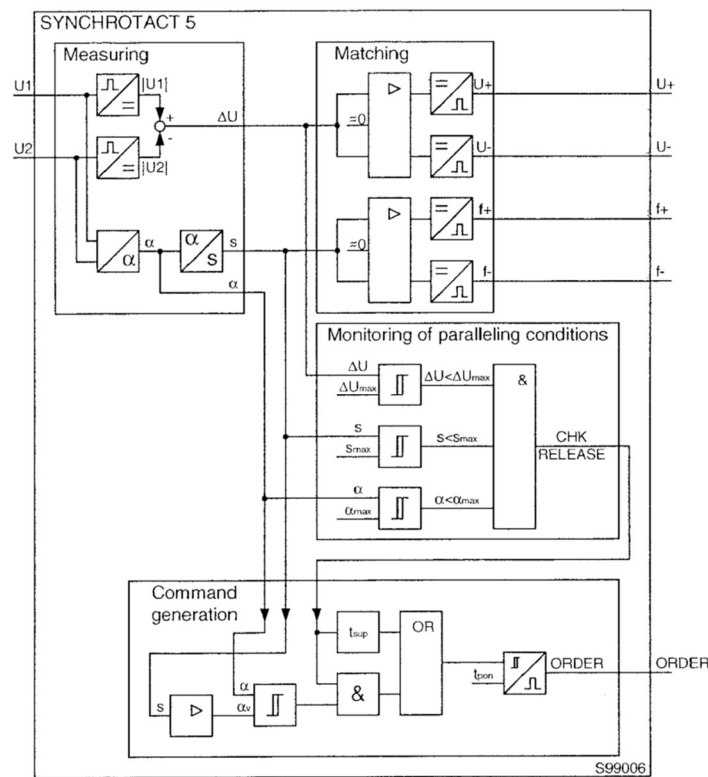 SYNCHROTACT 5
Measuring
Matching
U1
|U1|
+
ΔU
-
U2
|U2|
α
α
s
α
S
α
≈0
U+
U+
U-
U-
≈0
f+
f+
f-
f-
Monitoring of paralleling conditions
ΔU
ΔUmax
ΔU<ΔUmax
&
s
smax
s<smax
CHK
RELEASE
α
αmax
α<αmax
Command
generation
tsup
OR
ORDER
ORDER
tpon
α
s
αv
&
S99006